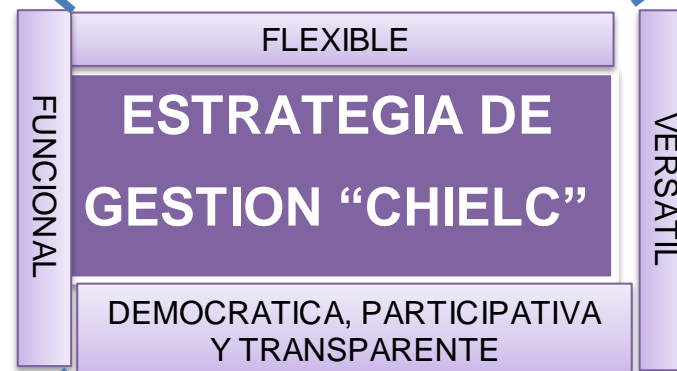 FLEXIBLE
FUNCIONAL
ESTRATEGIA DE
GESTION “CHIELC”
VERSATIL
DEMOCRATICA, PARTICIPATIVA
Y TRANSPARENTE